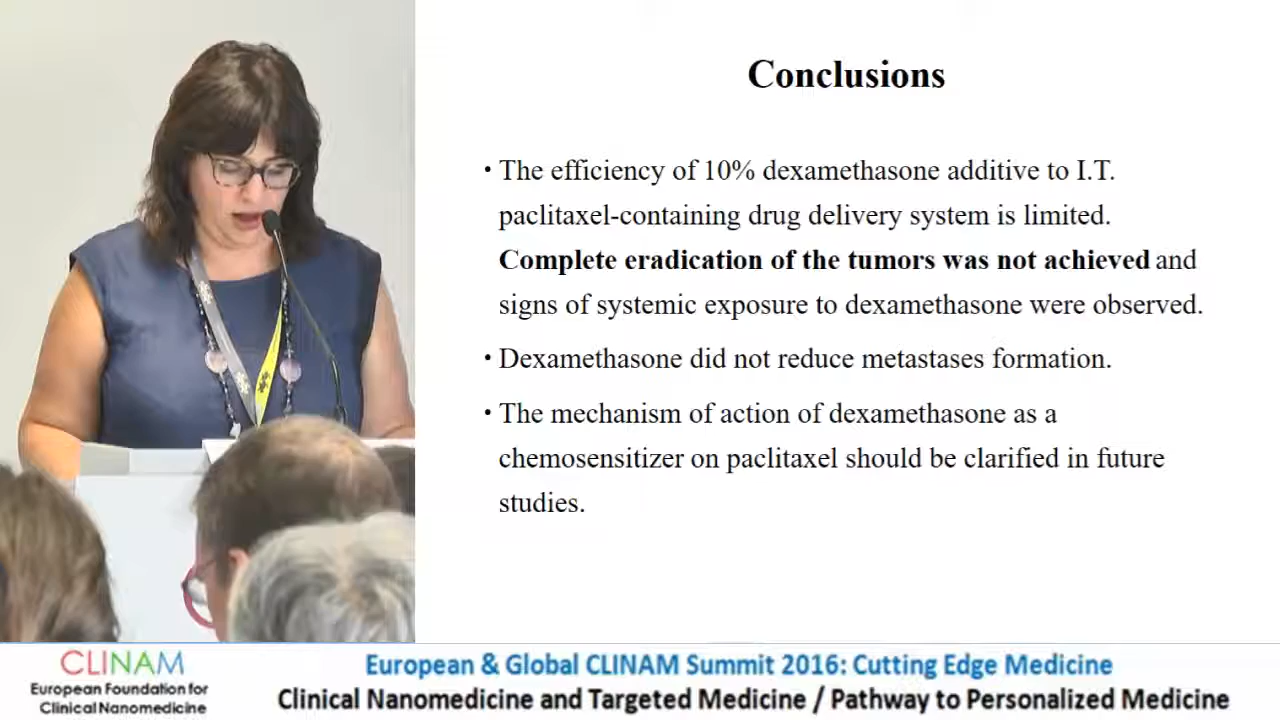 Conclusions
• The efficiency of 10% dexamethasone additive to I.T.
paclitaxel-containing drug delivery system is limited.
Complete eradication of the tumors was not achieved and
signs of systemic exposure to dexamethasone were observed.
• Dexamethasone did not reduce metastases formation.
• The mechanism of action of dexamethasone as a
chemosensitizer on paclitaxel should be clarified in future
studies.
CLINAM
European Foundation for
Clinical Nanomedicine
European & Global CLINAM Summit 2016: Cutting Edge Medicine
Clinical Nanomedicine and Targeted Medicine / Pathway to Personalized Medicine